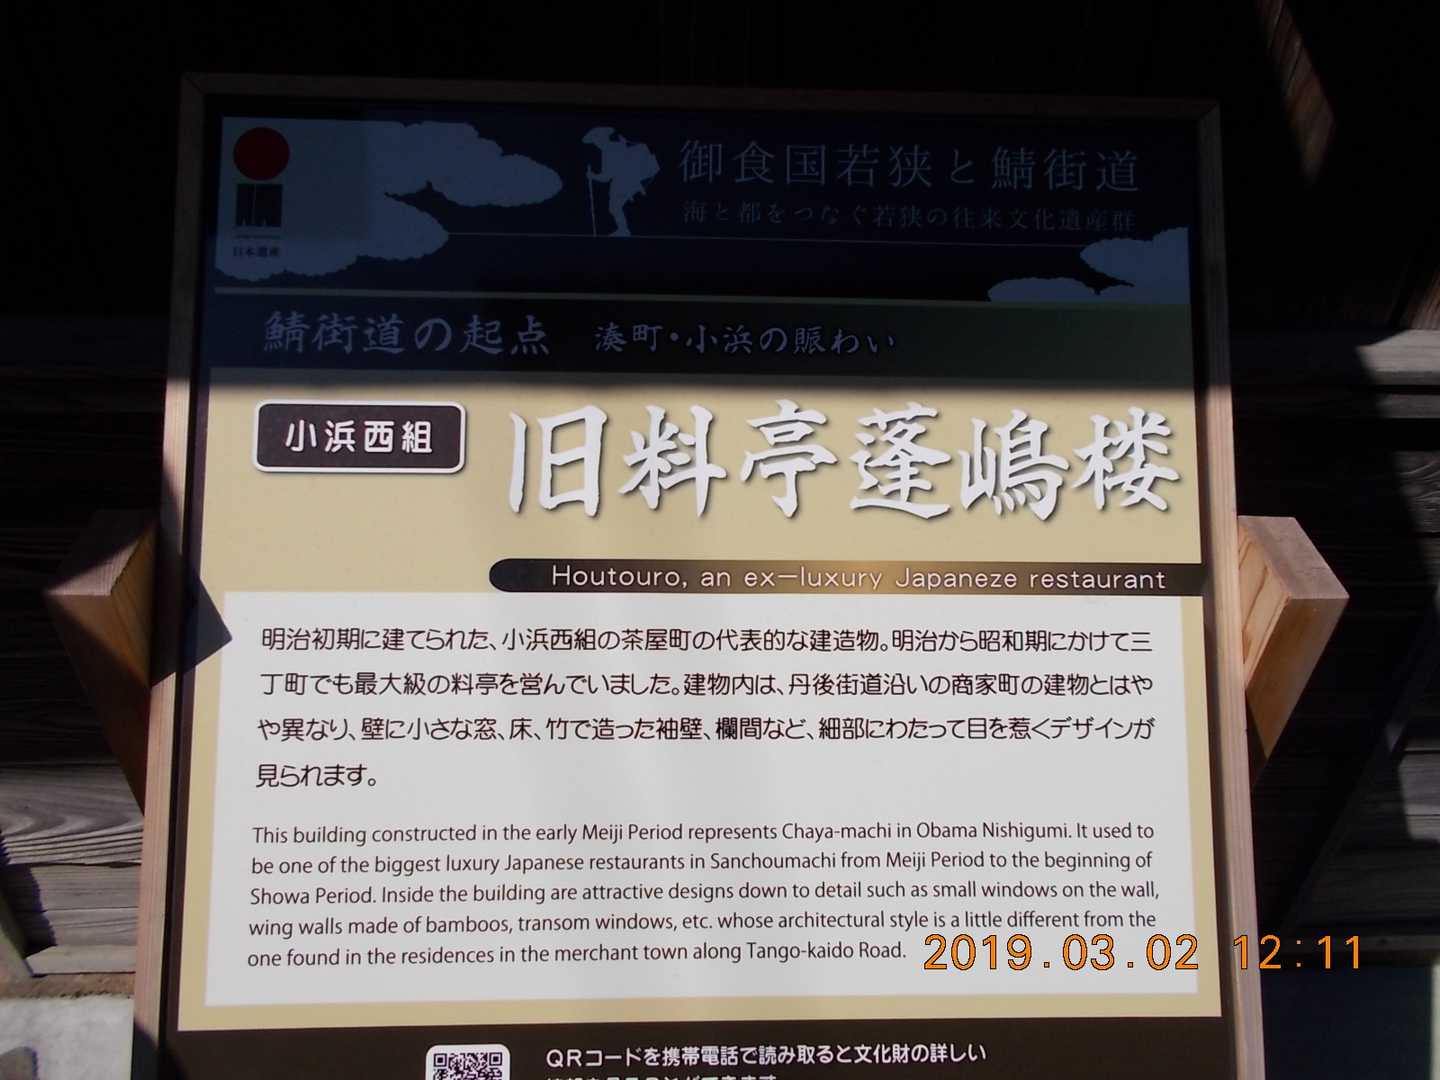 御食国若狭と鯖街道
海と都をつなぐ若狭の往来文化遺産群
日本遺産
鯖街道の起点 湊町・小浜の賑わい
小浜西組
旧料亭蓬嶋楼
Houtouro, an ex-luxury Japaneze restaurant
明治初期に建てられた、小浜西組の茶屋町の代表的な建造物。明治から昭和期にかけて三
丁町でも最大級の料亭を営んでいました。建物内は、丹後街道沿いの商家町の建物とはや
や異なり、壁に小さな窓、床、竹で造った袖壁、欄間など、細部にわたって目を惹くデザインが
見られます。
This building constructed in the early Meiji Period represents Chaya-machi in Obama Nishigumi. It used to
be one of the biggest luxury Japanese restaurants in Sanchoumachi from Meiji Period to the beginning of
Showa Period. Inside the building are attractive designs down to detail such as small windows on the wall,
wing walls made of bamboos, transom windows, etc. whose architectural style is a little different from the
one found in the residences in the merchant town along Tango-kaido Road.
2019.03.02 12:11
QRコードを携帯電話で読み取ると文化財の詳しい